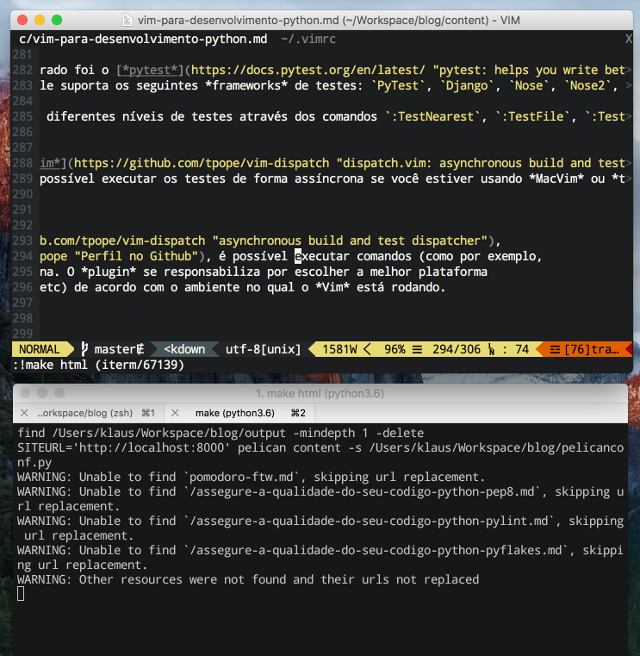 vim-para-desenvolvimento-python.md (~/Workspace/blog/content) - VIM
c/vim-para-desenvolvimento-python.md ~/.vimrc X
281
282 rado foi o [*pytest*](https://docs.pytest.org/en/latest/ "pytest: helps you write bet>
283 le suporta os seguintes *frameworks* de testes: `PyTest`, `Django`, `Nose`, `Nose2`, >
284
285 diferentes níveis de testes através dos comandos `:TestNearest`, `:TestFile`, `:Test>
286
287
288 im*](https://github.com/tpope/vim-dispatch "dispatch.vim: asynchronous build and test>
289 possível executar os testes de forma assíncrona se você estiver usando *MacVim* ou *t>
290
291
292
293 b.com/tpope/vim-dispatch "asynchronous build and test dispatcher"),
294 pope "Perfil no Github"), é possível executar comandos (como por exemplo,
295 na. O *plugin* se responsabiliza por escolher a melhor plataforma
296 etc) de acordo com o ambiente no qual o *Vim* está rodando.
297
298
299
NORMAL master <kdown utf-8[unix] 1581W < 96% ☰ 294/306 : 74 [76]tra…
:!make html (iterm/67139)
1. make html (python3.6)
✕ ..orkspace/blog (zsh) ⌘1 ✕ make (python3.6) ⌘2
find /Users/klaus/Workspace/blog/output -mindepth 1 -delete
SITEURL='http://localhost:8000' pelican content -s /Users/klaus/Workspace/blog/pelicanco
nf.py
WARNING: Unable to find `pomodoro-ftw.md`, skipping url replacement.
WARNING: Unable to find `/assegure-a-qualidade-do-seu-codigo-python-pep8.md`, skipping u
rl replacement.
WARNING: Unable to find `/assegure-a-qualidade-do-seu-codigo-python-pylint.md`, skipping
 url replacement.
WARNING: Unable to find `/assegure-a-qualidade-do-seu-codigo-python-pyflakes.md`, skippi
ng url replacement.
WARNING: Other resources were not found and their urls not replaced